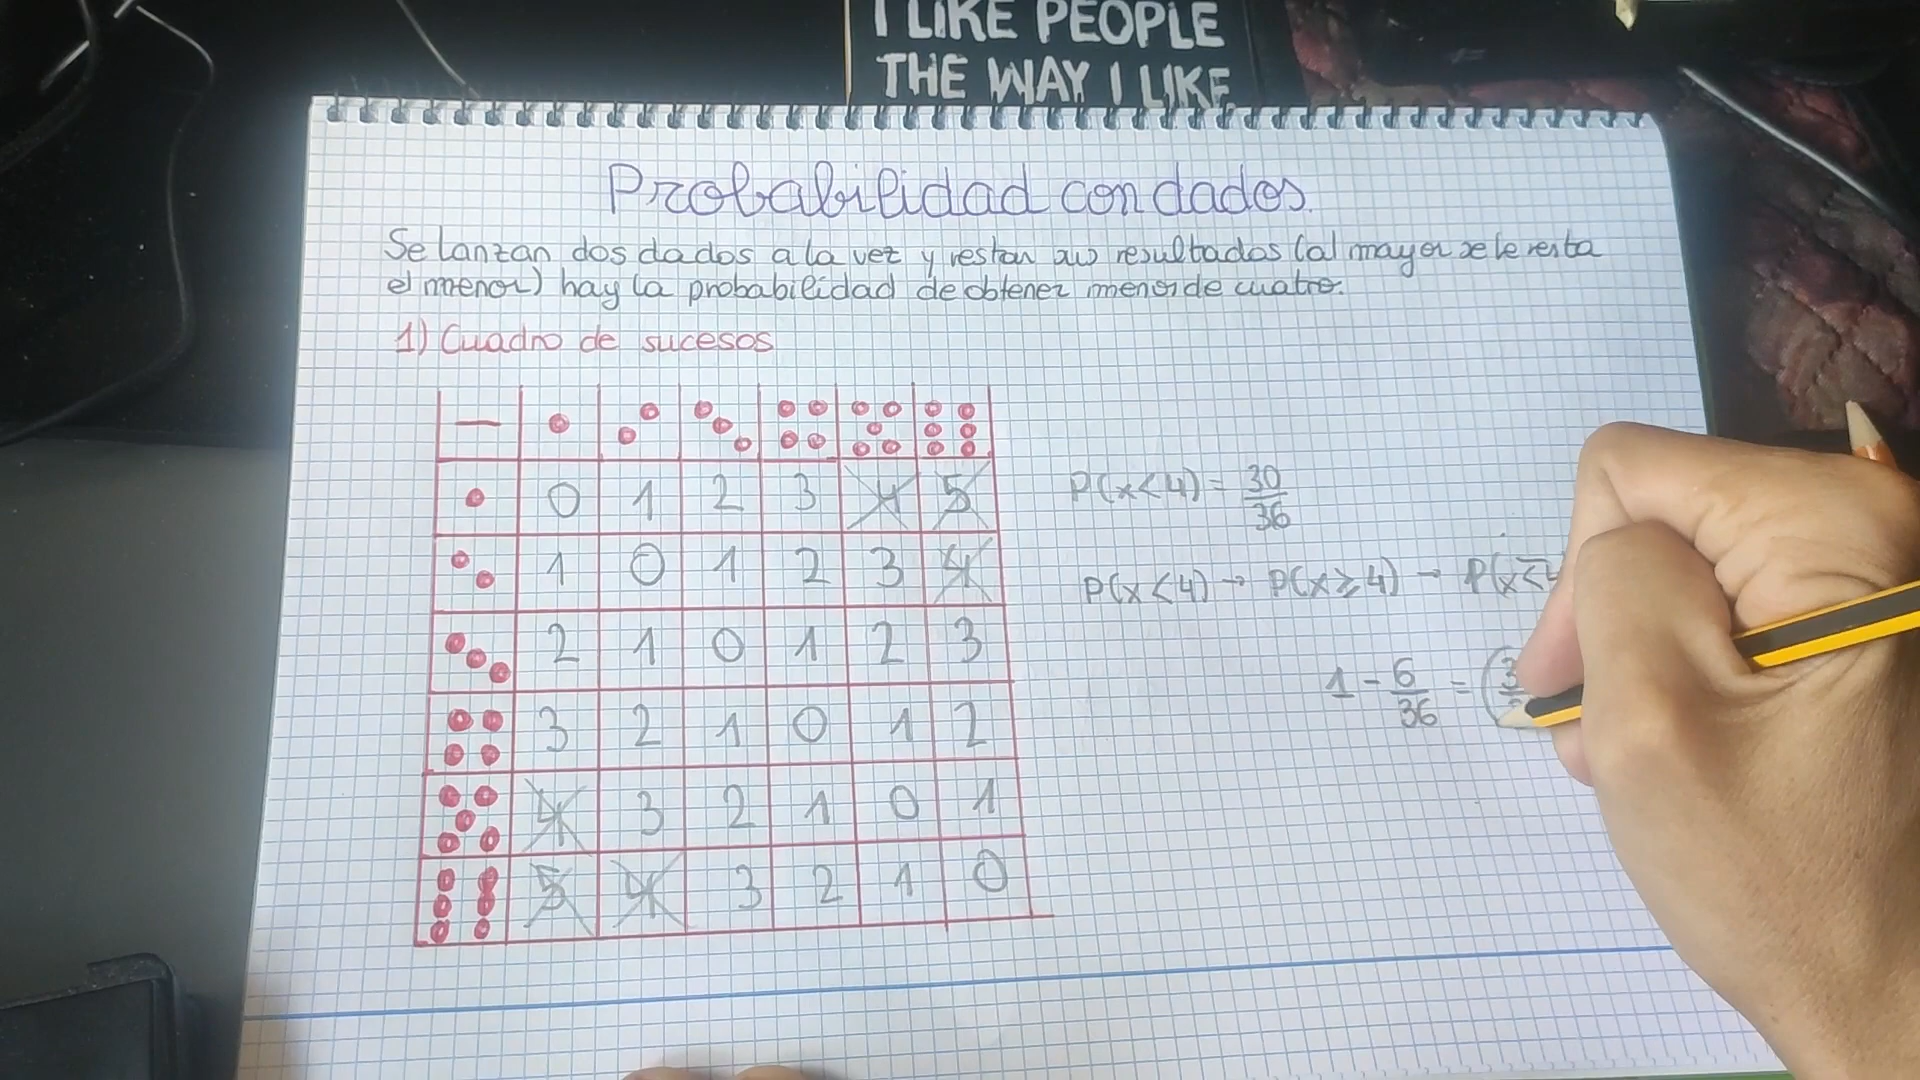 I LIKE PEOPLE
THE WAY I LIKE
Probabilidad con dados.
Se lanzan dos dados a la vez y restan sus resultados (al mayor se le resta
el menor) hay la probabilidad de obtener menor de cuatro.
1) Cuadro de sucesos
—
0 1 2 3 4 5
1 0 1 2 3 4
2 1 0 1 2 3
3 2 1 0 1 2
4 3 2 1 0 1
5 4 3 2 1 0
P(x<4) = 30/36
P(x<4) → P(x≥4) → P(x<
1 - 6/36 =